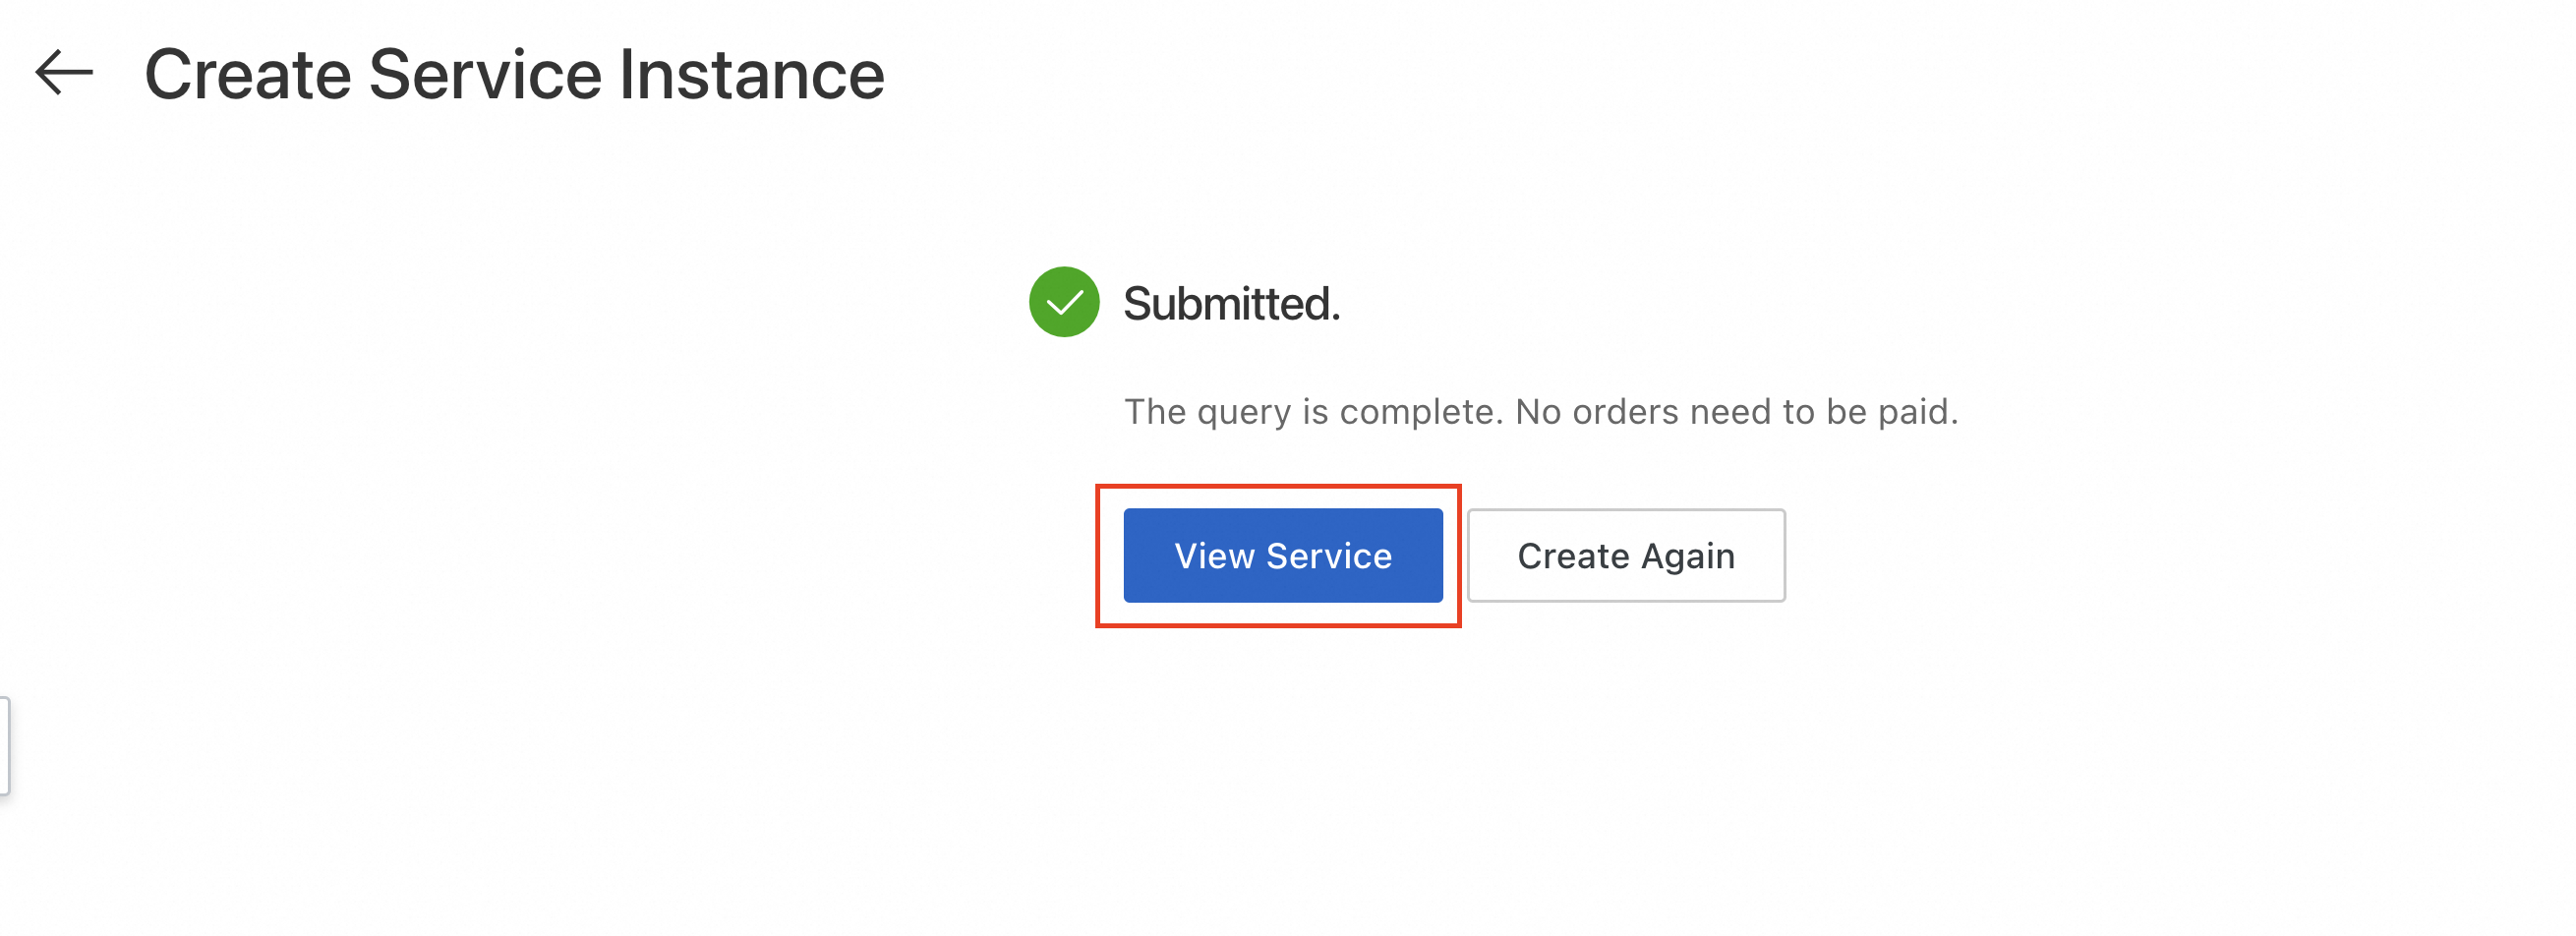 Create Service Instance
Submitted.
The query is complete. No orders need to be paid.
View Service
Create Again